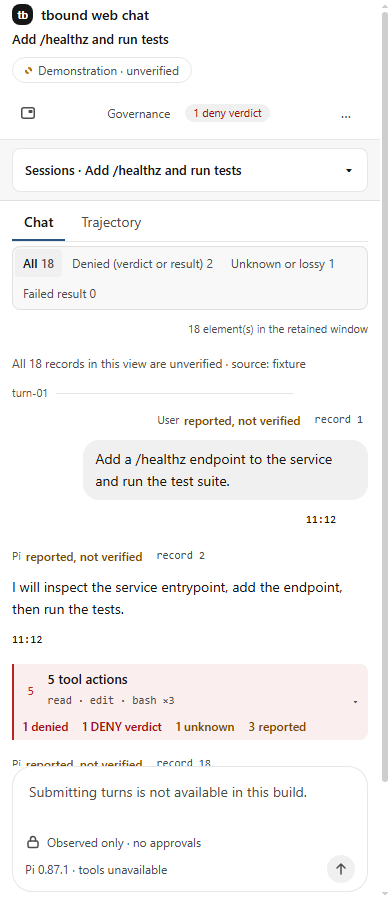 tb tbound web chat
Add /healthz and run tests
Demonstration · unverified
Governance 1 deny verdict ...
Sessions · Add /healthz and run tests
Chat Trajectory
All 18 Denied (verdict or result) 2 Unknown or lossy 1
Failed result 0
18 element(s) in the retained window
All 18 records in this view are unverified · source: fixture
turn-01
User reported, not verified record 1
Add a /healthz endpoint to the service
and run the test suite.
11:12
Pi reported, not verified record 2
I will inspect the service entrypoint, add the endpoint,
then run the tests.
11:12
5 5 tool actions
read · edit · bash ×3
1 denied 1 DENY verdict 1 unknown 3 reported
Pi reported, not verified record 18
Submitting turns is not available in this build.
Observed only · no approvals
Pi 0.87.1 · tools unavailable